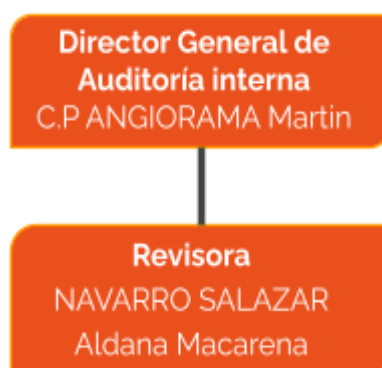 Director General de
Auditoría interna
C.P ANGIORAMA Martin
Revisora
NAVARRO SALAZAR
Aldana Macarena